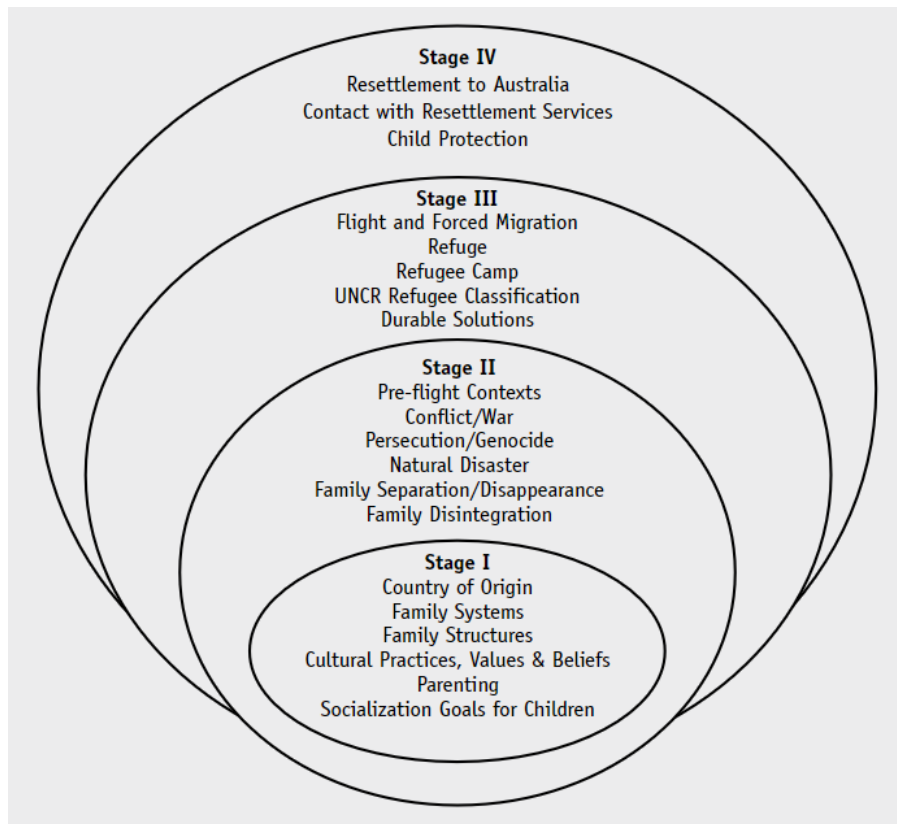 Stage IV
Resettlement to Australia
Contact with Resettlement Services
Child Protection
Stage III
Flight and Forced Migration
Refuge
Refugee Camp
UNCR Refugee Classification
Durable Solutions
Stage II
Pre-flight Contexts
Conflict/War
Persecution/Genocide
Natural Disaster
Family Separation/Disappearance
Family Disintegration
Stage I
Country of Origin
Family Systems
Family Structures
Cultural Practices, Values & Beliefs
Parenting
Socialization Goals for Children